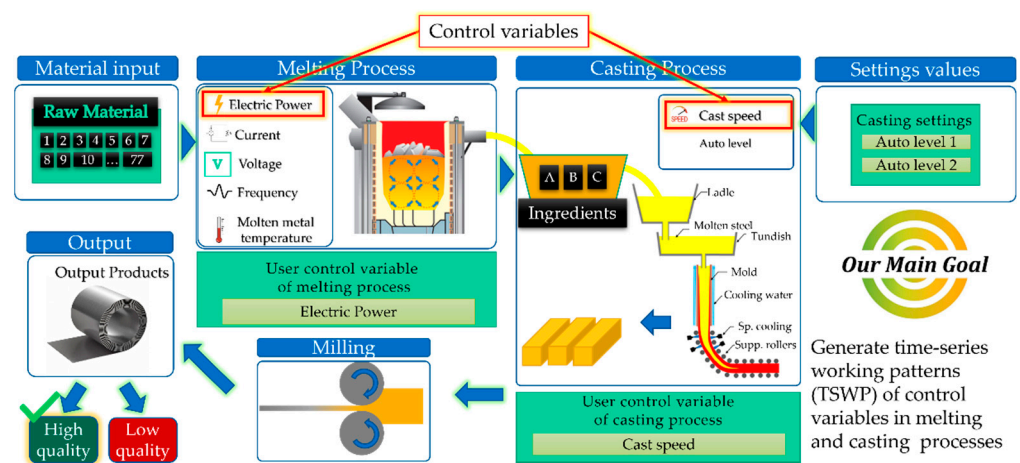 Control variables
Material input
Raw Material
1 2 3 4 5 6 7
8 9 10 ... 77
Melting Process
Electric Power
Current
V
Voltage
Frequency
Molten metal
temperature
User control variable
of melting process
Electric Power
Casting Process
SPEED
Cast speed
Auto level
A B C
Ingredients
Ladle
Molten steel
Tundish
Mold
Cooling water
Sp. cooling
Supp. rollers
User control variable
of casting process
Cast speed
Settings values
Casting settings
Auto level 1
Auto level 2
Our Main Goal
Generate time-series
working patterns
(TSWP) of control
variables in melting
and casting processes
Milling
Output
Output Products
High
quality
Low
quality